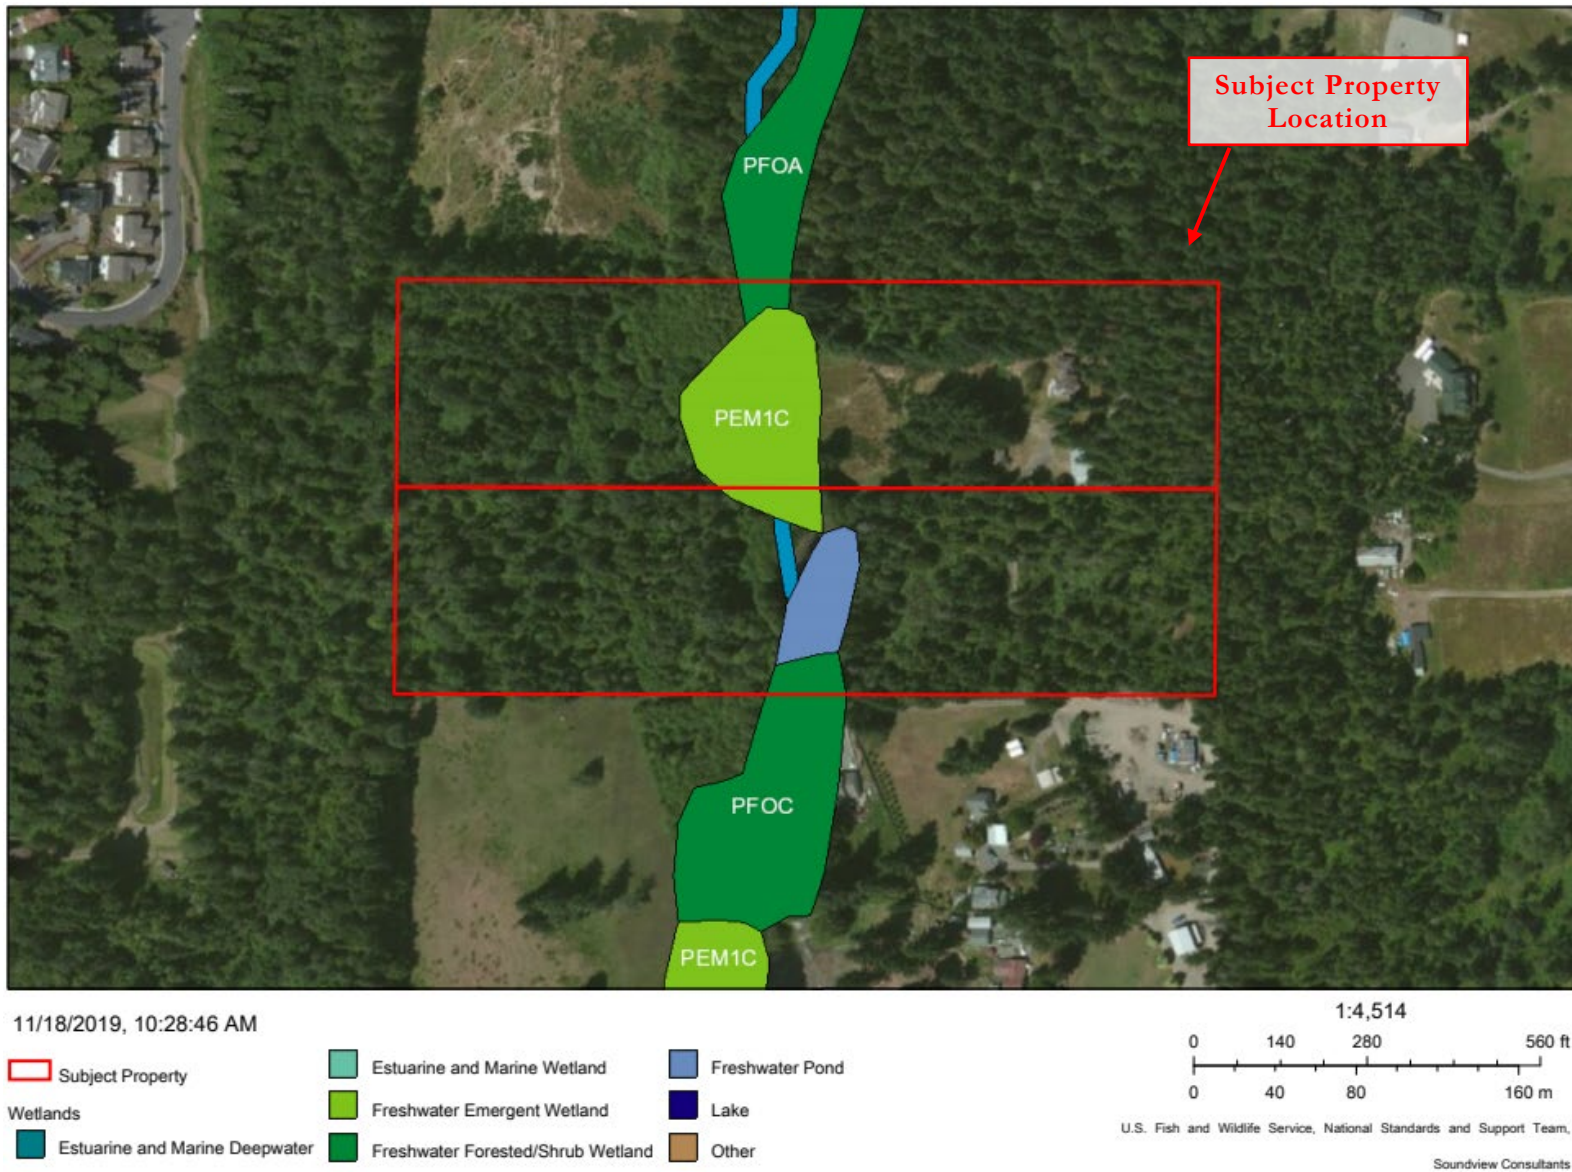 Subject Property
Location
PFOA
PEM1C
PFOC
PEM1C
11/18/2019, 10:28:46 AM
Subject Property
Wetlands
Estuarine and Marine Deepwater
Estuarine and Marine Wetland
Freshwater Emergent Wetland
Freshwater Forested/Shrub Wetland
Freshwater Pond
Lake
Other
1:4,514
0 140 280 560 ft
0 40 80 160 m
U.S. Fish and Wildlife Service, National Standards and Support Team,
Soundview Consultants